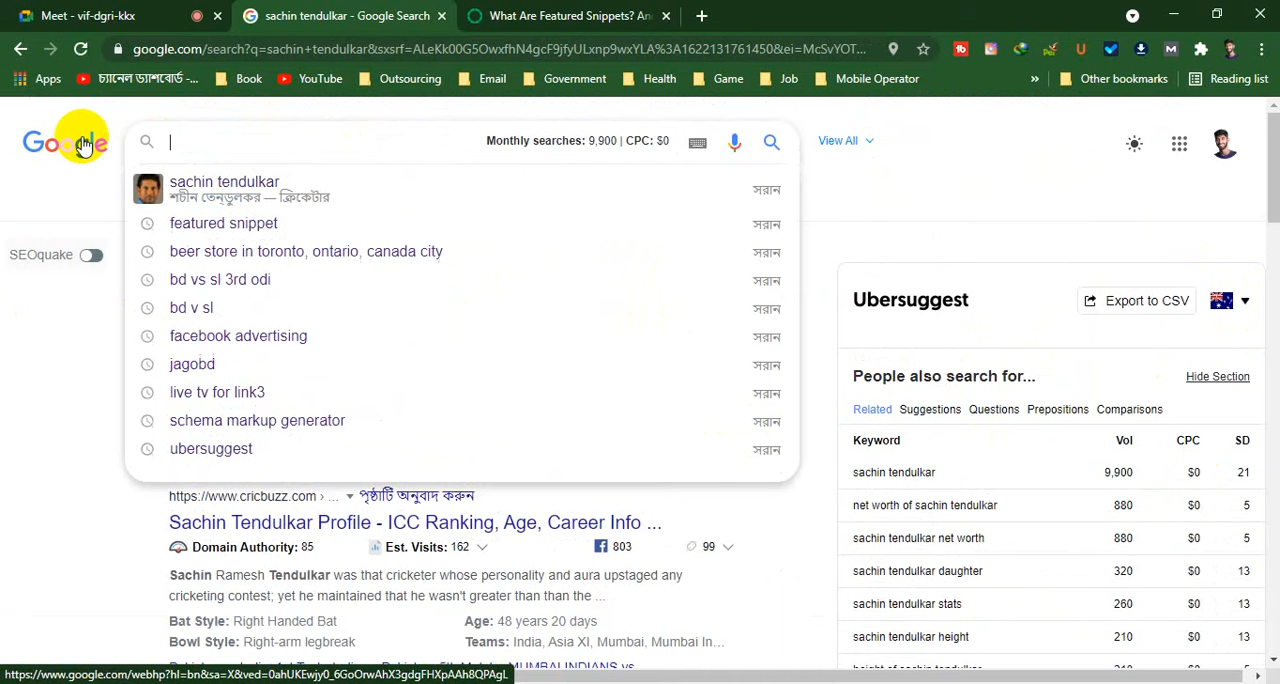 Meet - vif-dgri-kkx
sachin tendulkar - Google Search
What Are Featured Snippets? An
google.com/search?q=sachin+tendulkar&sxsrf=ALeKk00G5OwxfhN4gcF9jfyULxnp9wxYLA%3A1622131761450&ei=McSvYOT...
Apps
চ্যানেল ড্যাশবোর্ড -...
Book
YouTube
Outsourcing
Email
Government
Health
Game
Job
Mobile Operator
»
Other bookmarks
Reading list
Google
Monthly searches: 9,900 | CPC: $0
View All
sachin tendulkar
শচীন তেন্ডুলকর — ক্রিকেটার
সরান
featured snippet
সরান
beer store in toronto, ontario, canada city
সরান
bd vs sl 3rd odi
সরান
bd v sl
সরান
facebook advertising
সরান
jagobd
সরান
live tv for link3
সরান
schema markup generator
সরান
ubersuggest
সরান
SEOquake
https://www.cricbuzz.com › ... পৃষ্ঠাটি অনুবাদ করুন
Sachin Tendulkar Profile - ICC Ranking, Age, Career Info ...
Domain Authority: 85
Est. Visits: 162
803
99
Sachin Ramesh Tendulkar was that cricketer whose personality and aura upstaged any
cricketing contest; yet he maintained that he wasn't greater than than the ...
Bat Style: Right Handed Bat
Age: 48 years 20 days
Bowl Style: Right-arm legbreak
Teams: India, Asia XI, Mumbai, Mumbai In...
Ubersuggest
Export to CSV
People also search for...
Hide Section
Related Suggestions Questions Prepositions Comparisons
Keyword Vol CPC SD
sachin tendulkar 9,900 $0 21
net worth of sachin tendulkar 880 $0 5
sachin tendulkar net worth 880 $0 5
sachin tendulkar daughter 320 $0 13
sachin tendulkar stats 260 $0 13
sachin tendulkar height 210 $0 13
https://www.google.com/webhp?hl=bn&sa=X&ved=0ahUKEwjy0_6GoOrwAhX3gdgFHXpAAh8QPAgL